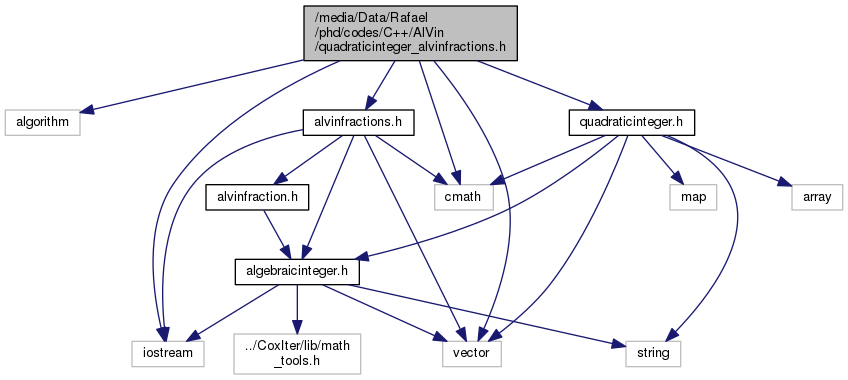 /media/Data/Rafael
/phd/codes/C++/AlVin
/quadraticinteger_alvinfractions.h
algorithm
alvinfractions.h
quadraticinteger.h
alvinfraction.h
cmath
map
array
algebraicinteger.h
iostream
../CoxIter/lib/math
_tools.h
vector
string